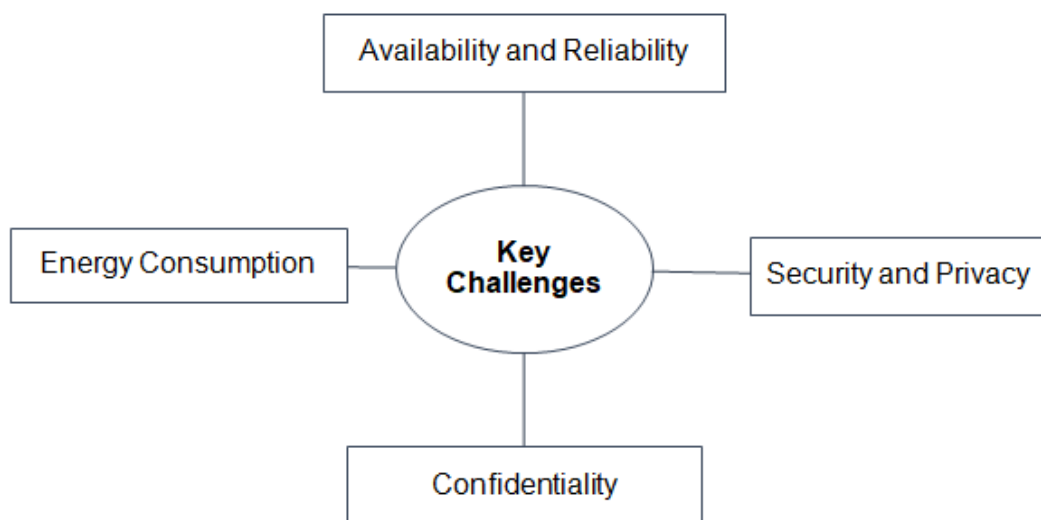 Availability and Reliability
Energy Consumption
Key
Challenges
Security and Privacy
Confidentiality